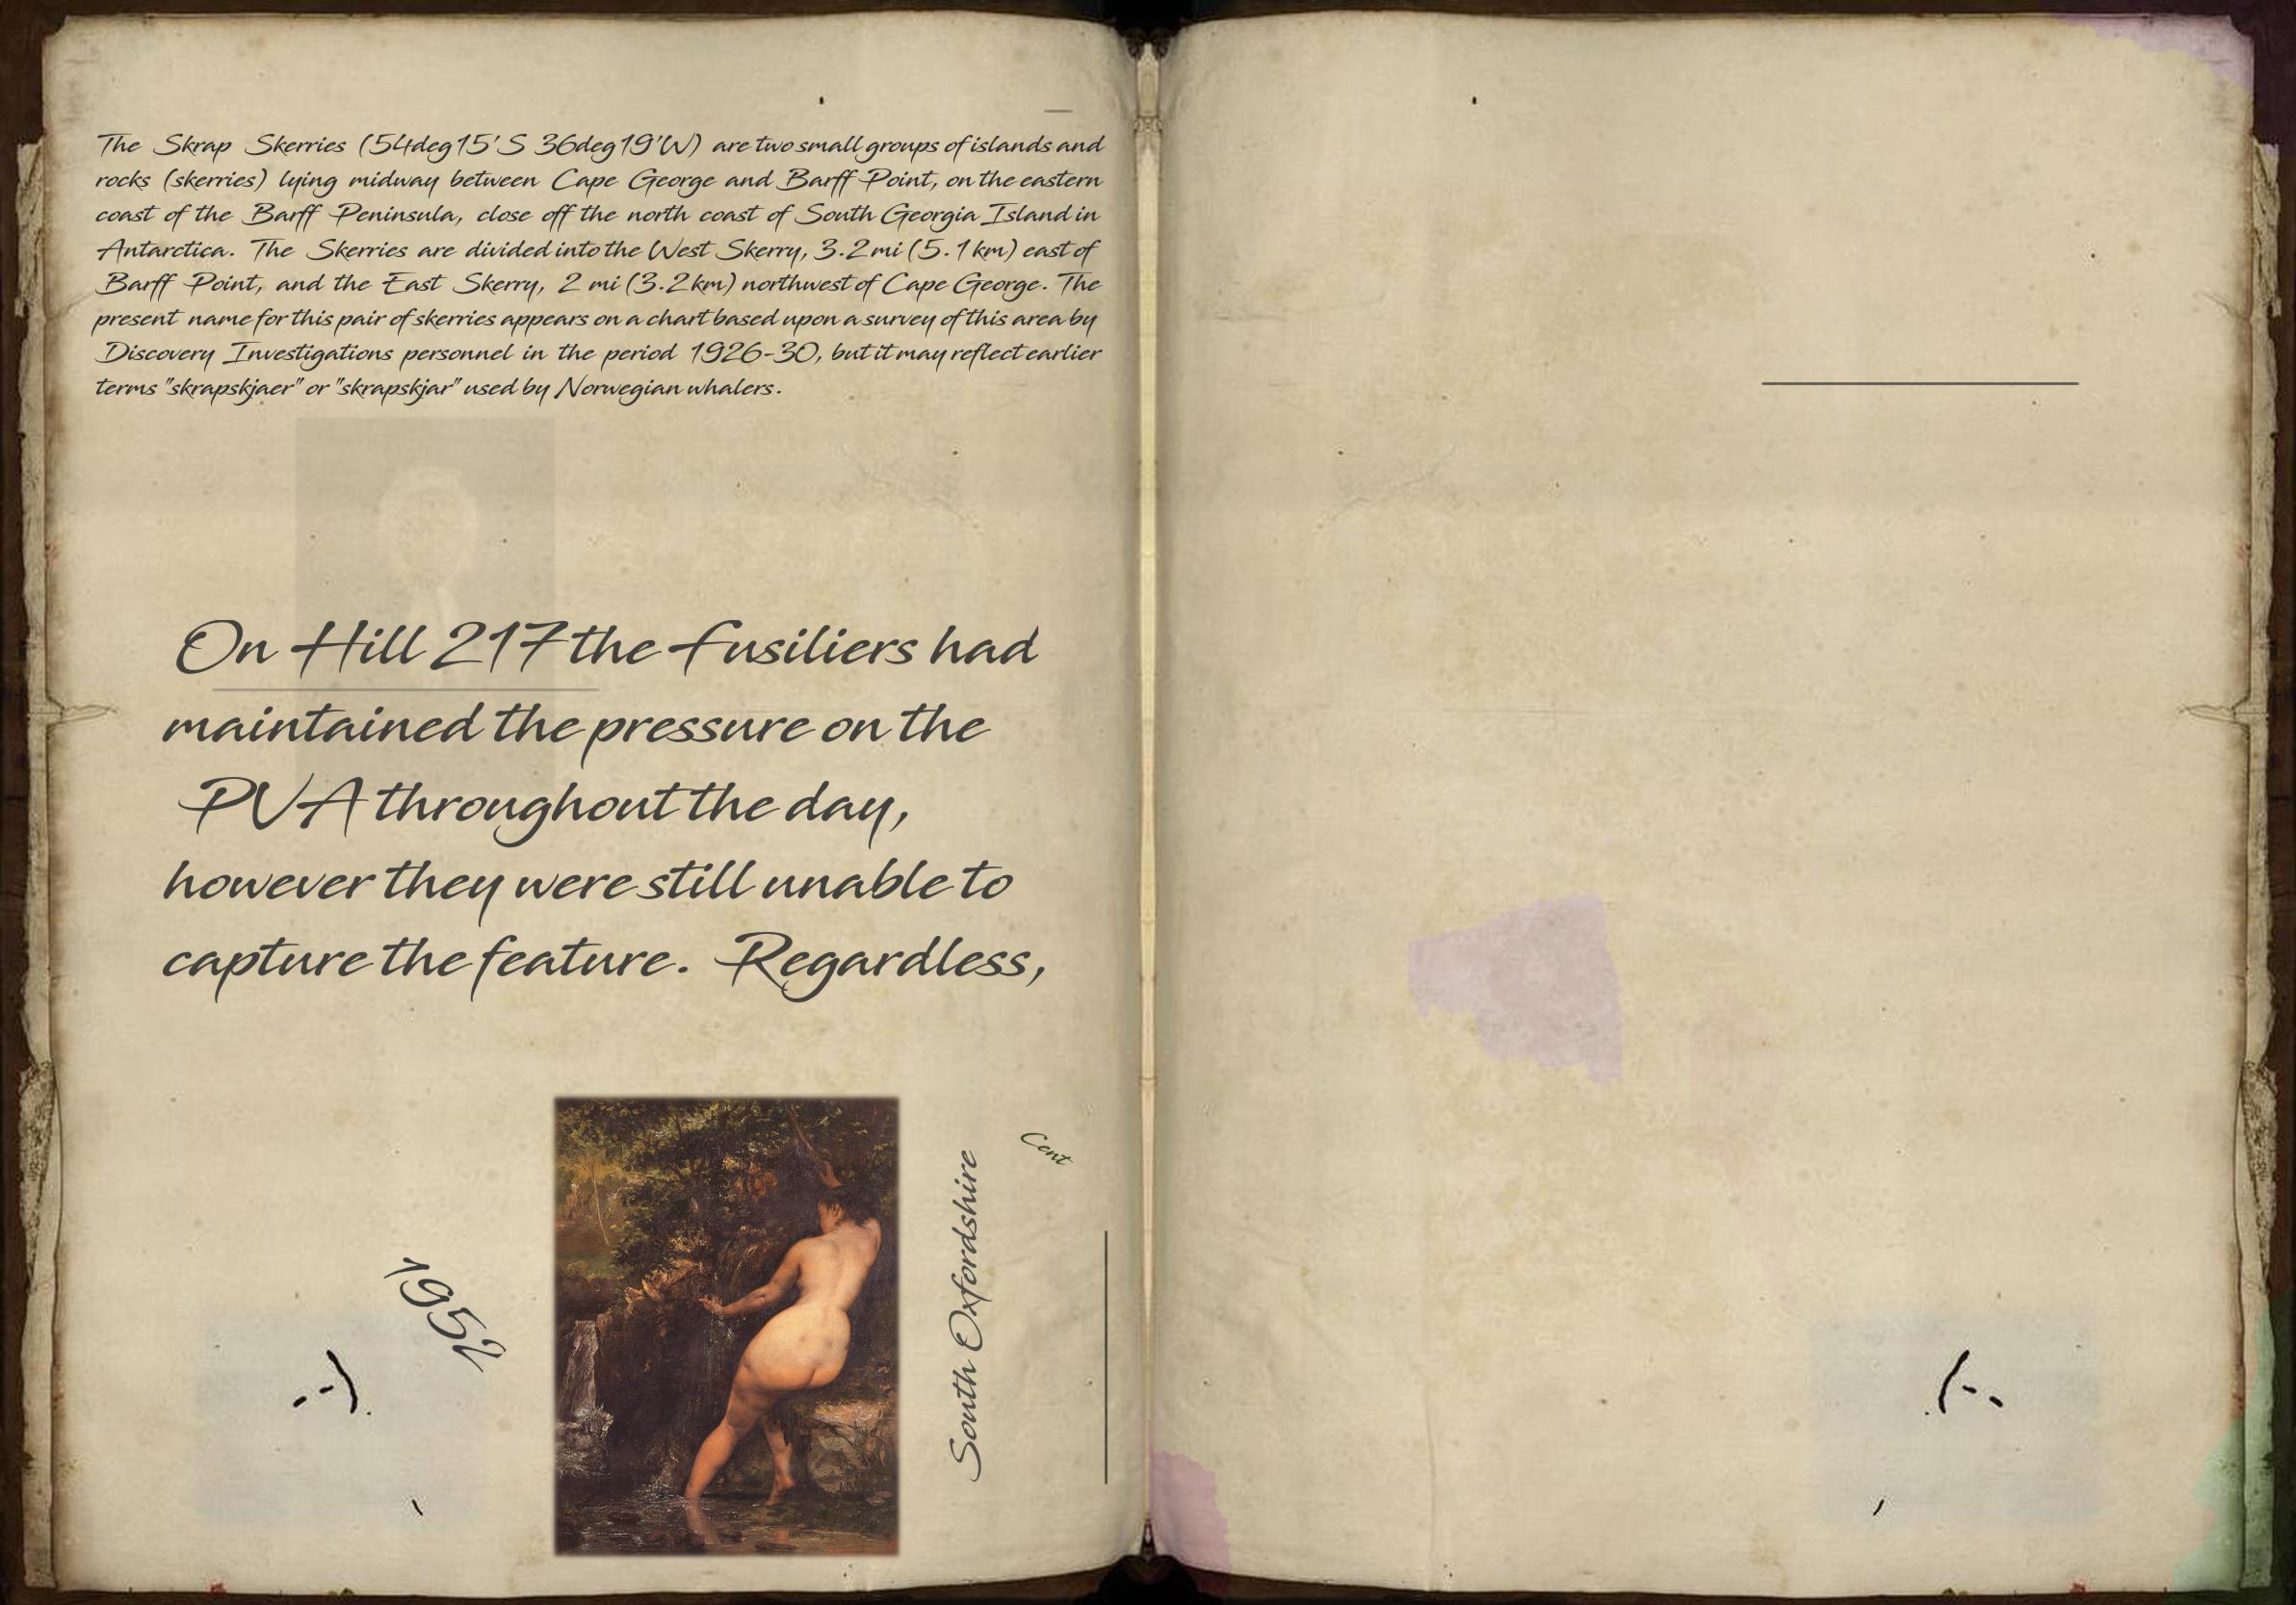 The Skrap Skerries (54deg15'S 36deg19'W) are two small groups of islands and
rocks (skerries) lying midway between Cape George and Barff Point, on the eastern
coast of the Barff Peninsula, close off the north coast of South Georgia Island in
Antarctica. The Skerries are divided into the West Skerry, 3.2 mi (5.1 km) east of
Barff Point, and the East Skerry, 2 mi (3.2 km) northwest of Cape George. The
present name for this pair of skerries appears on a chart based upon a survey of this area by
Discovery Investigations personnel in the period 1926-30, but it may reflect earlier
terms "skrapskjaer" or "skrapskjar" used by Norwegian whalers.
On Hill 217 the Fusiliers had
maintained the pressure on the
PVA throughout the day,
however they were still unable to
capture the feature. Regardless,
1952
South Oxfordshire
Cent